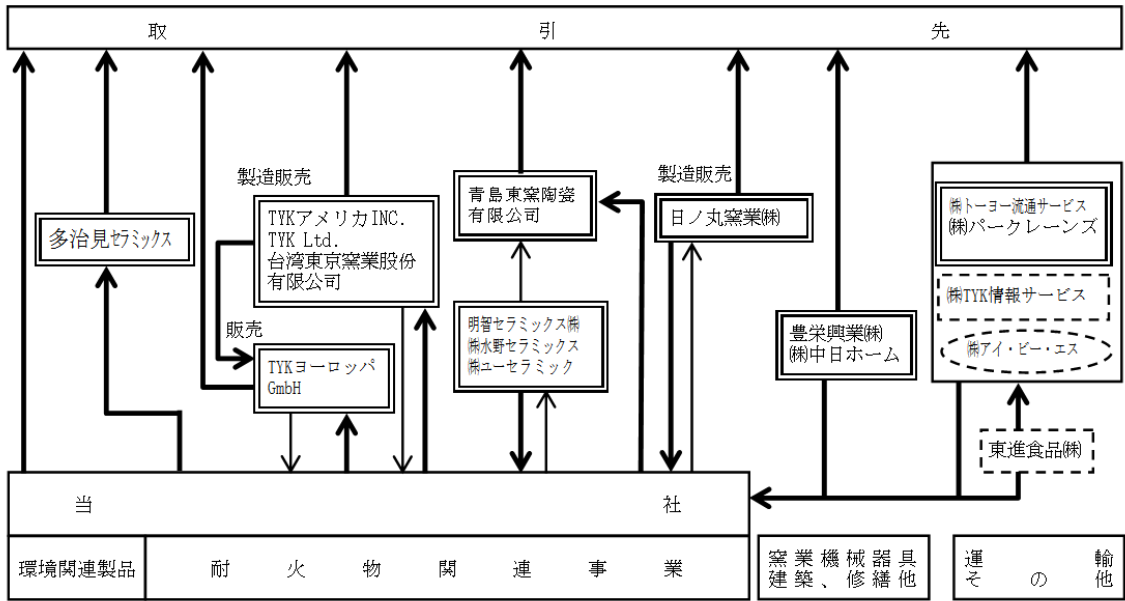 取引先
製造販売
製造販売
多治見セラミックス
TYKアメリカINC.
TYK Ltd.
台湾東京窯業股份
有限公司
青島東窯陶瓷
有限公司
日ノ丸窯業㈱
㈱トーヨー流通サービス
㈱パークレーンズ
㈱TYK情報サービス
㈱アイ・ビー・エス
販売
TYKヨーロッパ
GmbH
明智セラミックス㈱
㈱水野セラミックス
㈱ユーセラミック
豊栄興業㈱
㈱中日ホーム
東進食品㈱
当社
環境関連製品
耐火物関連事業
窯業機械器具
建築、修繕他
運輸
その他